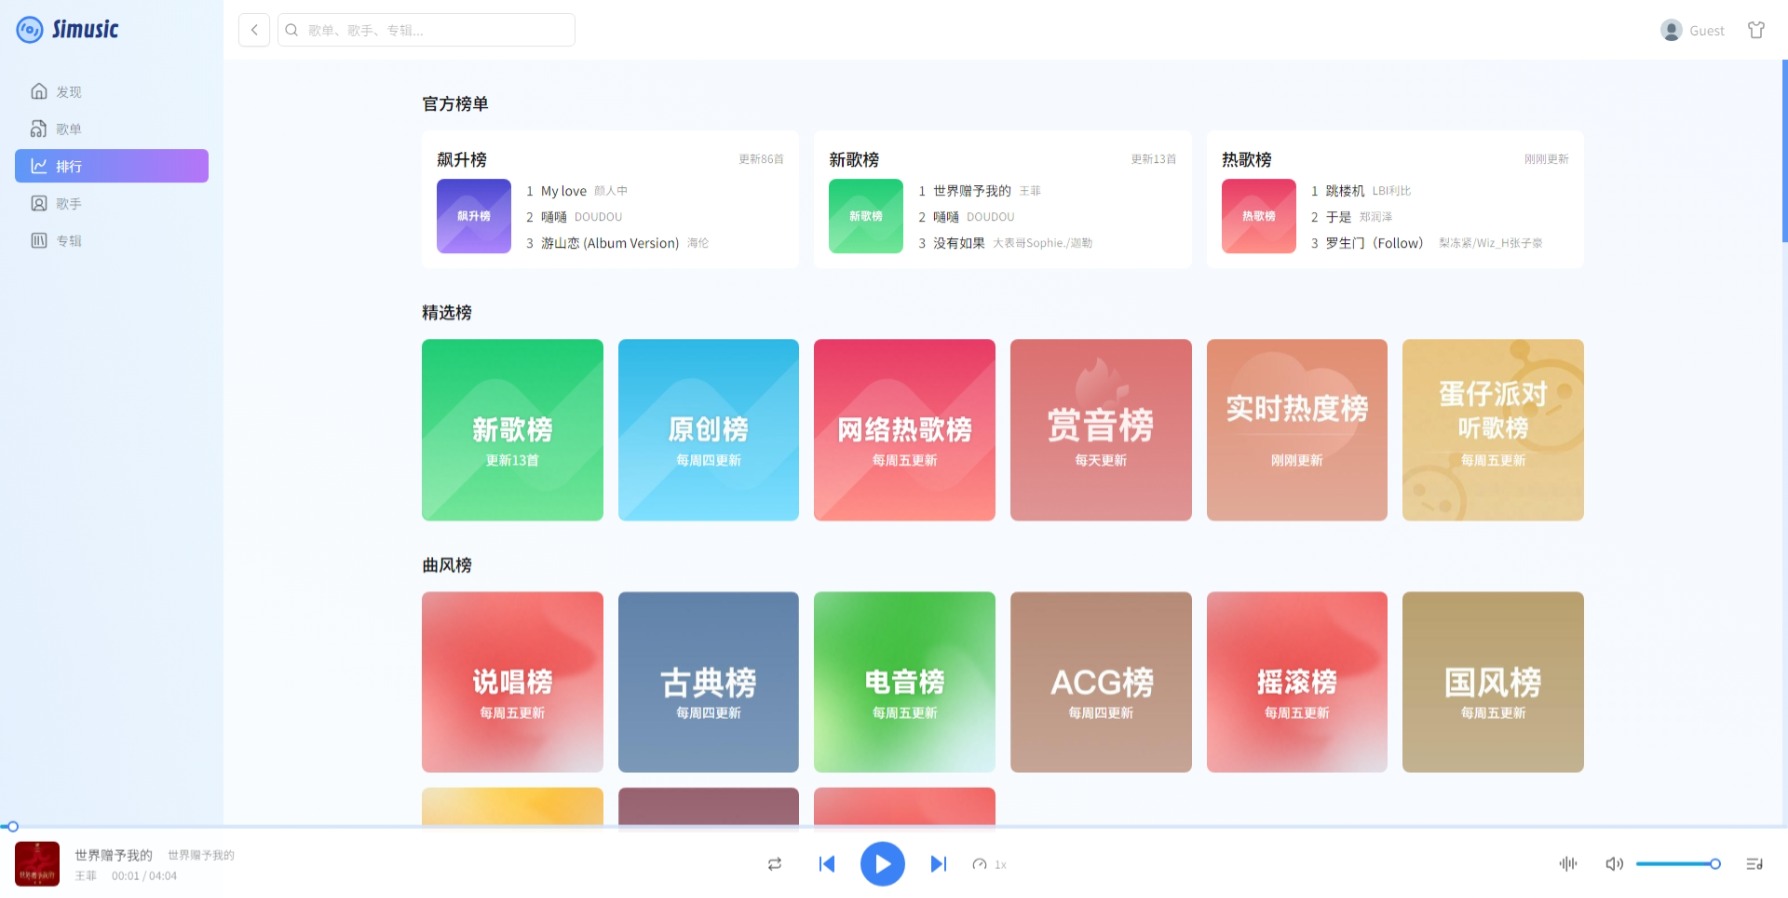 Simusic
歌单、歌手、专辑...
Guest
发现
歌单
排行
歌手
专辑
官方榜单
飙升榜 更新86首
飙升榜
1 My love 颜人中
2 嗵嗵 DOUDOU
3 游山恋 (Album Version) 海伦
新歌榜 更新13首
新歌榜
1 世界赠予我的 王菲
2 嗵嗵 DOUDOU
3 没有如果 大表哥Sophie./迦勒
热歌榜 刚刚更新
热歌榜
1 跳楼机 LBI利比
2 于是 郑润泽
3 罗生门（Follow） 梨冻紧/Wiz_H张子豪
精选榜
新歌榜
更新13首
原创榜
每周四更新
网络热歌榜
每周五更新
赏音榜
每天更新
实时热度榜
刚刚更新
蛋仔派对
听歌榜
每周五更新
曲风榜
说唱榜
每周五更新
古典榜
每周四更新
电音榜
每周五更新
ACG榜
每周四更新
摇滚榜
每周五更新
国风榜
每周五更新
世界赠予我的 世界赠予我的
王菲 00:01 / 04:04
1x